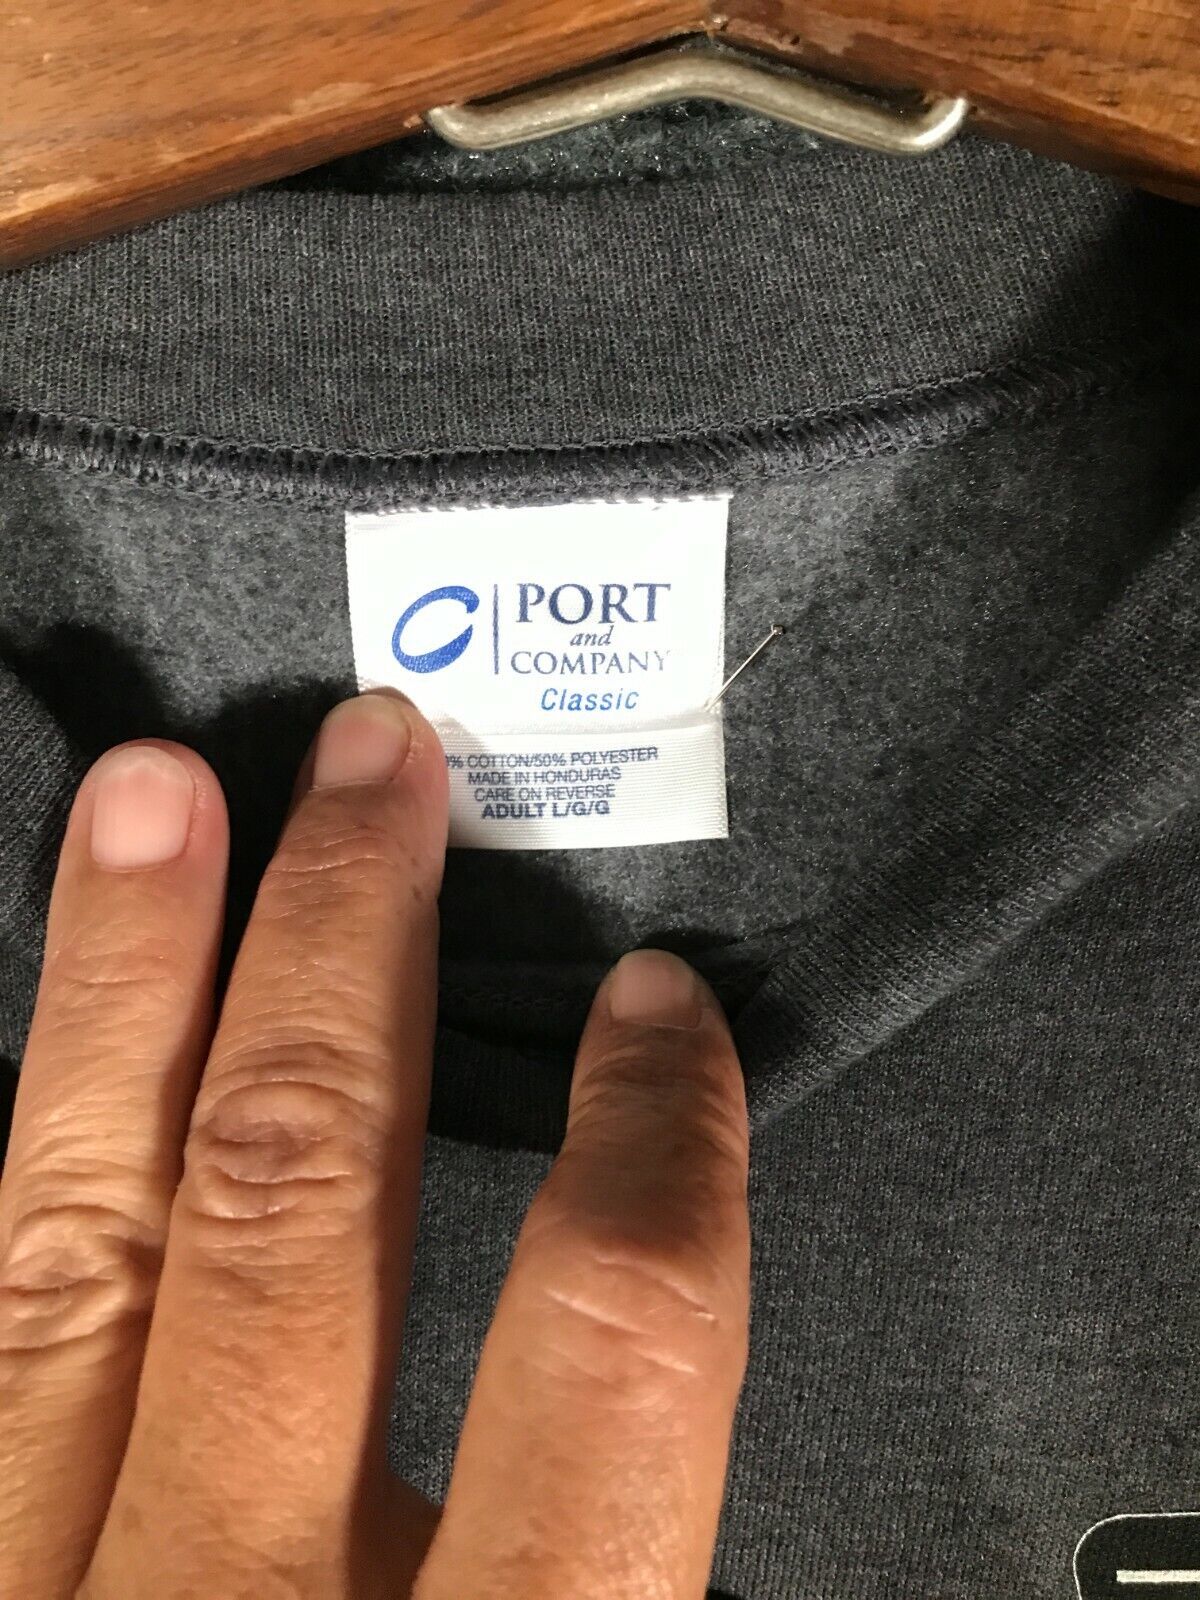 PORT
and
COMPANY
Classic
% COTTON/50% POLYESTER
MADE IN HONDURAS
CARE ON REVERSE
ADULT L/G/G